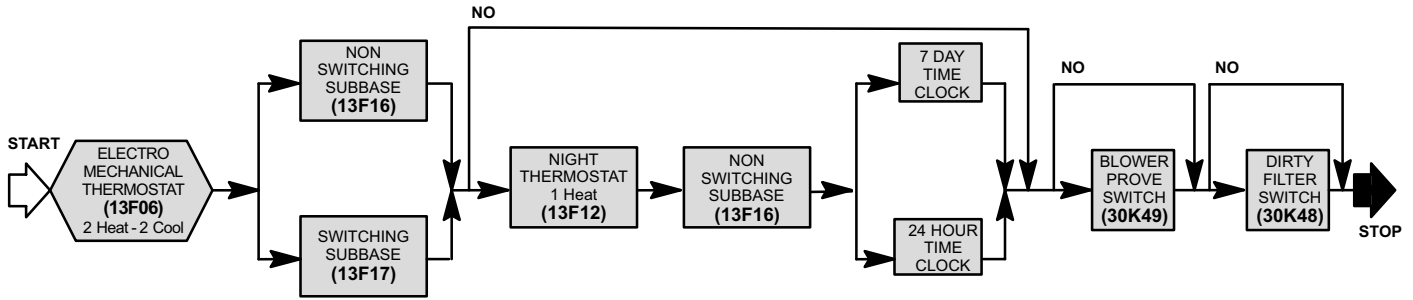 START
ELECTRO
MECHANICAL
THERMOSTAT
(13F06)
2 Heat - 2 Cool
NON
SWITCHING
SUBBASE
(13F16)
SWITCHING
SUBBASE
(13F17)
NO
NIGHT
THERMOSTAT
1 Heat
(13F12)
NON
SWITCHING
SUBBASE
(13F16)
7 DAY
TIME
CLOCK
24 HOUR
TIME
CLOCK
NO
BLOWER
PROVE
SWITCH
(30K49)
NO
DIRTY
FILTER
SWITCH
(30K48)
STOP